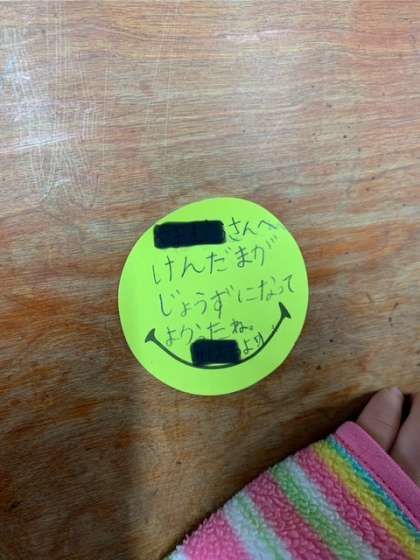 さんへ
けんだまが
じょうずになって
よかったね。
より